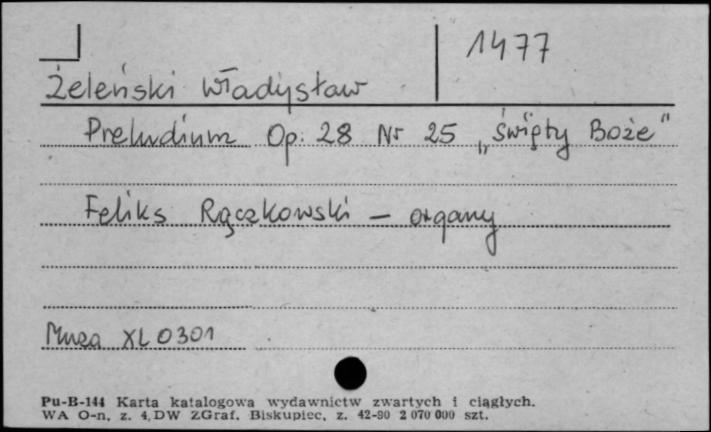 1477
Żeleński Władysław
Preludium Op. 28 Nr 25 „Święty Boże"
Feliks Rączkowski – organy
Muza XL 0301
Pu-B-144 Karta katalogowa wydawnictw zwartych i ciągłych.
WA O-n, z. 4, DW ZGraf. Biskupiec, z. 42-90 2 070 000 szt.